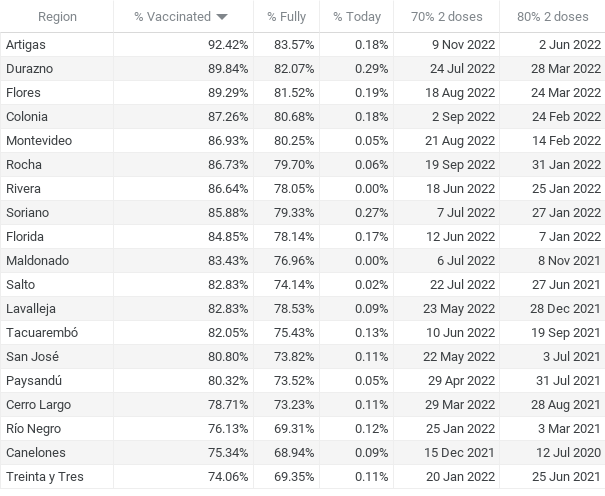 Region % Vaccinated % Fully % Today 70% 2 doses 80% 2 doses
Artigas 92.42% 83.57% 0.18% 9 Nov 2022 2 Jun 2022
Durazno 89.84% 82.07% 0.29% 24 Jul 2022 28 Mar 2022
Flores 89.29% 81.52% 0.19% 18 Aug 2022 24 Mar 2022
Colonia 87.26% 80.68% 0.18% 2 Sep 2022 24 Feb 2022
Montevideo 86.93% 80.25% 0.05% 21 Aug 2022 14 Feb 2022
Rocha 86.73% 79.70% 0.06% 19 Sep 2022 31 Jan 2022
Rivera 86.64% 78.05% 0.00% 18 Jun 2022 25 Jan 2022
Soriano 85.88% 79.33% 0.27% 7 Jul 2022 27 Jan 2022
Florida 84.85% 78.14% 0.17% 12 Jun 2022 7 Jan 2022
Maldonado 83.43% 76.96% 0.00% 6 Jul 2022 8 Nov 2021
Salto 82.83% 74.14% 0.02% 22 Jul 2022 27 Jun 2021
Lavalleja 82.83% 78.53% 0.09% 23 May 2022 28 Dec 2021
Tacuarembó 82.05% 75.43% 0.13% 10 Jun 2022 19 Sep 2021
San José 80.80% 73.82% 0.11% 22 May 2022 3 Jul 2021
Paysandú 80.32% 73.52% 0.05% 29 Apr 2022 31 Jul 2021
Cerro Largo 78.71% 73.23% 0.11% 29 Mar 2022 28 Aug 2021
Río Negro 76.13% 69.31% 0.12% 25 Jan 2022 3 Mar 2021
Canelones 75.34% 68.94% 0.09% 15 Dec 2021 12 Jul 2020
Treinta y Tres 74.06% 69.35% 0.11% 20 Jan 2022 25 Jun 2021